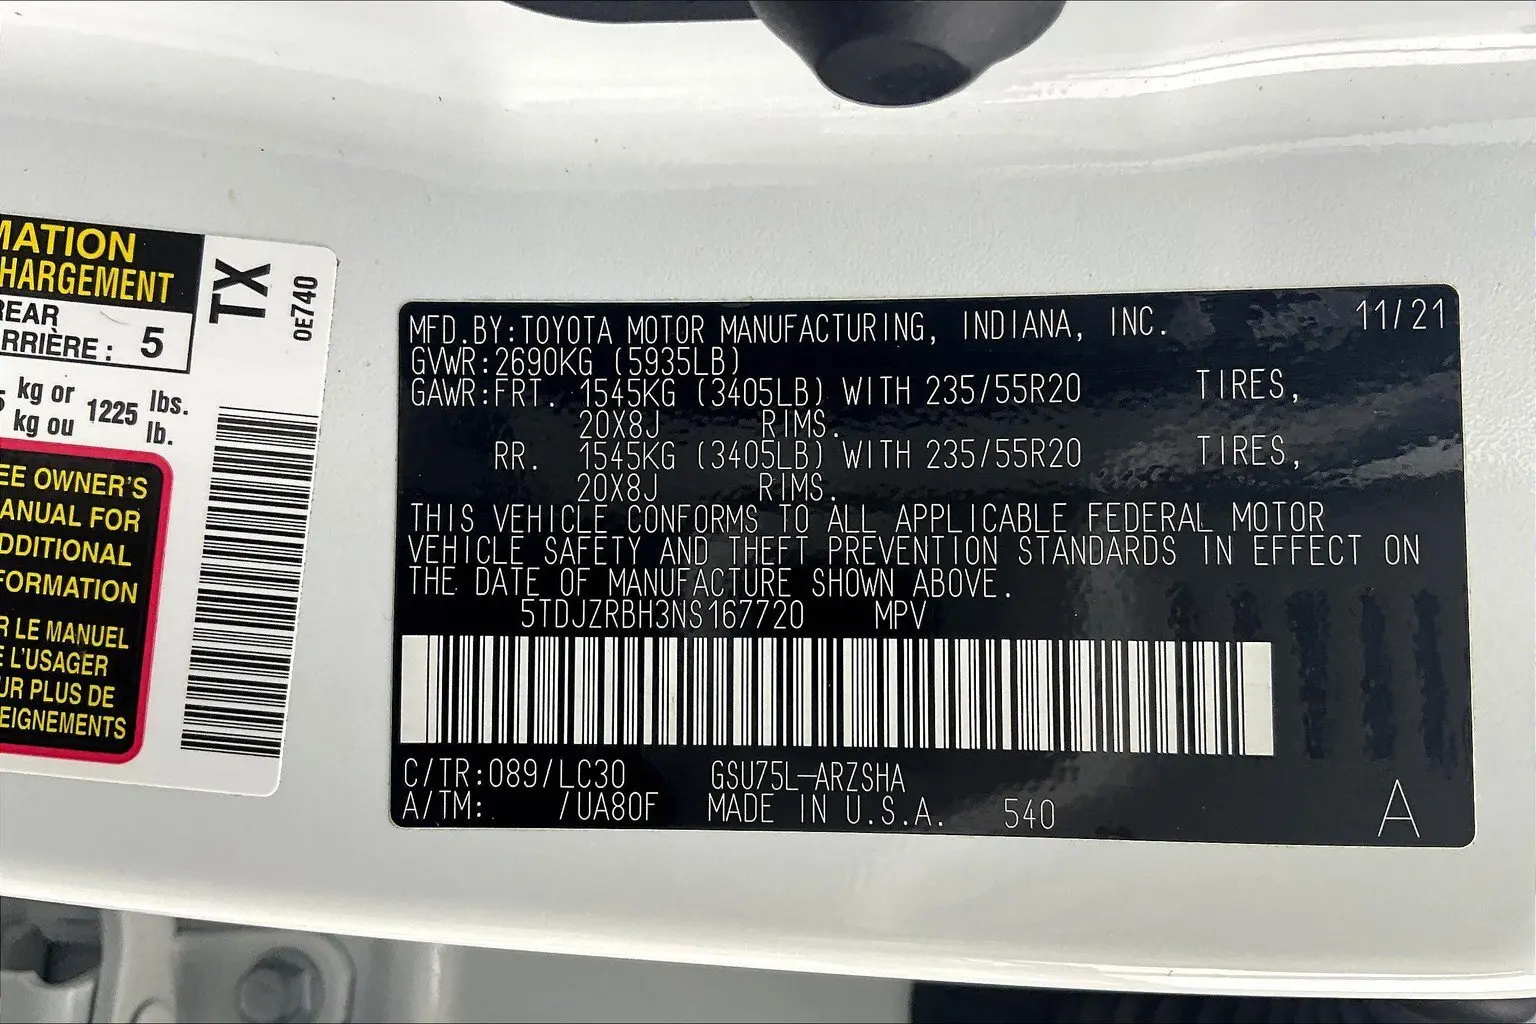 MATION
HARGEMENT
REAR
RRIÈRE : 5
TX
0E740
kg or 1225 lbs.
kg ou lb.
EE OWNER'S
ANUAL FOR
DDITIONAL
FORMATION
R LE MANUEL
E L'USAGER
UR PLUS DE
EIGNEMENTS
MFD.BY:TOYOTA MOTOR MANUFACTURING, INDIANA, INC. 11/21
GVWR:2690KG (5935LB)
GAWR:FRT. 1545KG (3405LB) WITH 235/55R20 TIRES,
20X8J RIMS.
RR. 1545KG (3405LB) WITH 235/55R20 TIRES,
20X8J RIMS.
THIS VEHICLE CONFORMS TO ALL APPLICABLE FEDERAL MOTOR
VEHICLE SAFETY AND THEFT PREVENTION STANDARDS IN EFFECT ON
THE DATE OF MANUFACTURE SHOWN ABOVE.
5TDJZRBH3NS167720 MPV
C/TR:089/LC30 GSU75L-ARZSHA
A/TM: /UA80F MADE IN U.S.A. 540 A